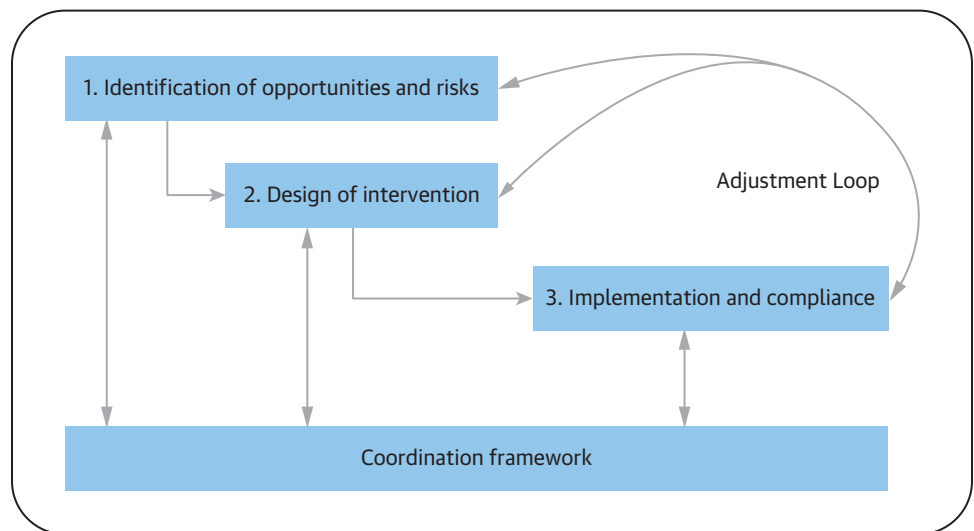 1. Identification of opportunities and risks
2. Design of intervention
Adjustment Loop
3. Implementation and compliance
Coordination framework